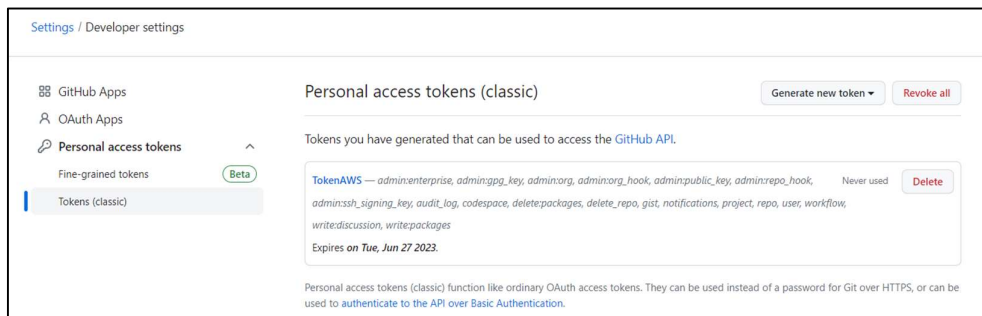 Settings / Developer settings
GitHub Apps
OAuth Apps
Personal access tokens
Fine-grained tokens Beta
Tokens (classic)
Personal access tokens (classic)
Generate new token Revoke all
Tokens you have generated that can be used to access the GitHub API.
TokenAWS — admin:enterprise, admin:gpg_key, admin:org, admin:org_hook, admin:public_key, admin:repo_hook, Never used Delete
admin:ssh_signing_key, audit_log, codespace, delete:packages, delete_repo, gist, notifications, project, repo, user, workflow,
write:discussion, write:packages
Expires on Tue, Jun 27 2023.
Personal access tokens (classic) function like ordinary OAuth access tokens. They can be used instead of a password for Git over HTTPS, or can be
used to authenticate to the API over Basic Authentication.